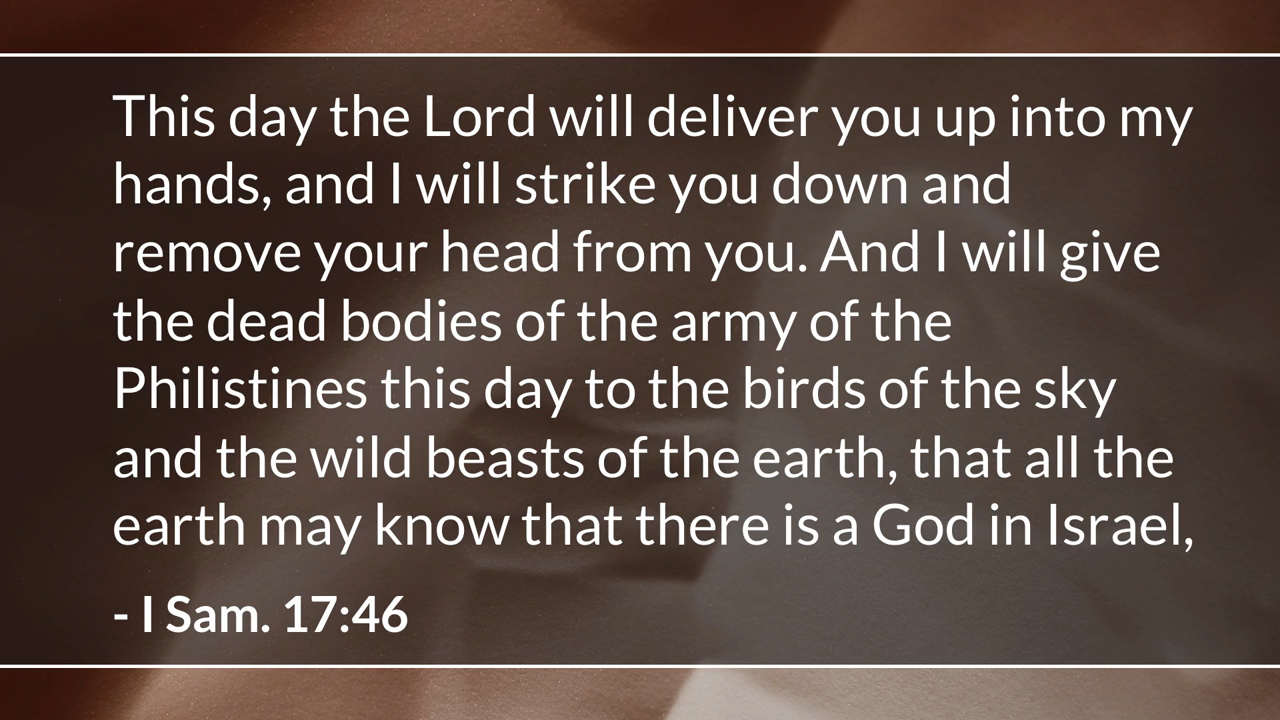 This day the Lord will deliver you up into my
hands, and I will strike you down and
remove your head from you. And I will give
the dead bodies of the army of the
Philistines this day to the birds of the sky
and the wild beasts of the earth, that all the
earth may know that there is a God in Israel,
- I Sam. 17:46